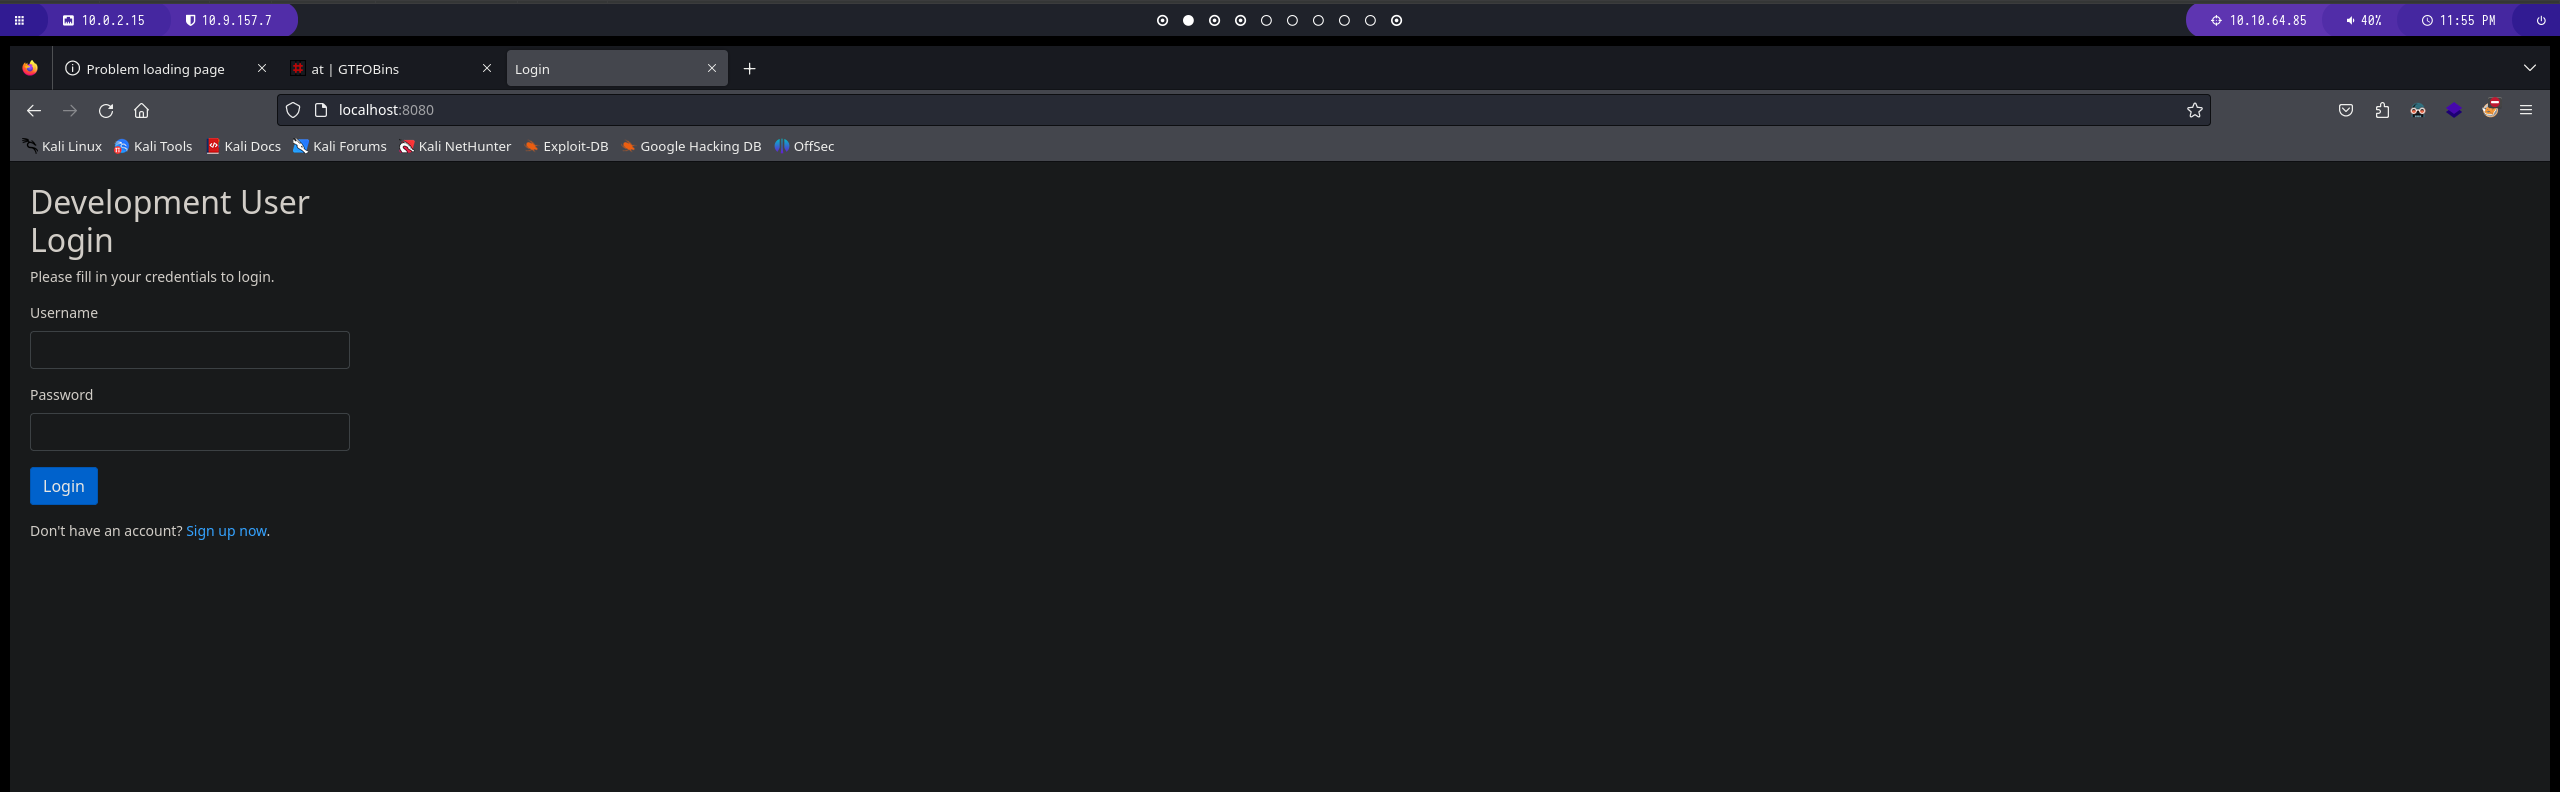 10.0.2.15 10.9.157.7 10.10.64.85 40% 11:55 PM
Problem loading page at | GTFOBins Login
localhost:8080
Kali Linux Kali Tools Kali Docs Kali Forums Kali NetHunter Exploit-DB Google Hacking DB OffSec
Development User
Login
Please fill in your credentials to login.
Username
Password
Login
Don't have an account? Sign up now.